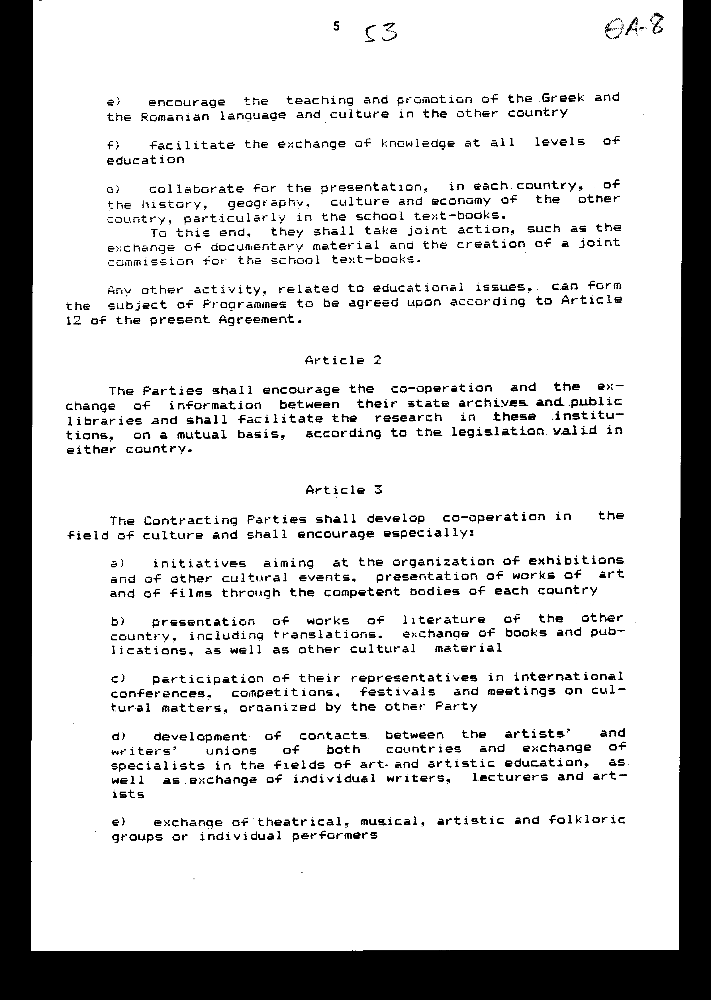 5 53 ΘA-8
e) encourage the teaching and promotion of the Greek and
the Romanian language and culture in the other country
f) facilitate the exchange of knowledge at all levels of
education
g) collaborate for the presentation, in each country, of
the history, geography, culture and economy of the other
country, particularly in the school text-books.
To this end, they shall take joint action, such as the
exchange of documentary material and the creation of a joint
commission for the school text-books.
Any other activity, related to educational issues, can form
the subject of Programmes to be agreed upon according to Article
12 of the present Agreement.
Article 2
The Parties shall encourage the co-operation and the ex-
change of information between their state archives and public
libraries and shall facilitate the research in these institu-
tions, on a mutual basis, according to the legislation valid in
either country.
Article 3
The Contracting Parties shall develop co-operation in the
field of culture and shall encourage especially:
a) initiatives aiming at the organization of exhibitions
and of other cultural events, presentation of works of art
and of films through the competent bodies of each country
b) presentation of works of literature of the other
country, including translations. exchange of books and pub-
lications, as well as other cultural material
c) participation of their representatives in international
conferences, competitions, festivals and meetings on cul-
tural matters, organized by the other Party
d) development of contacts between the artists' and
writers' unions of both countries and exchange of
specialists in the fields of art and artistic education, as
well as exchange of individual writers, lecturers and art-
ists
e) exchange of theatrical, musical, artistic and folkloric
groups or individual performers